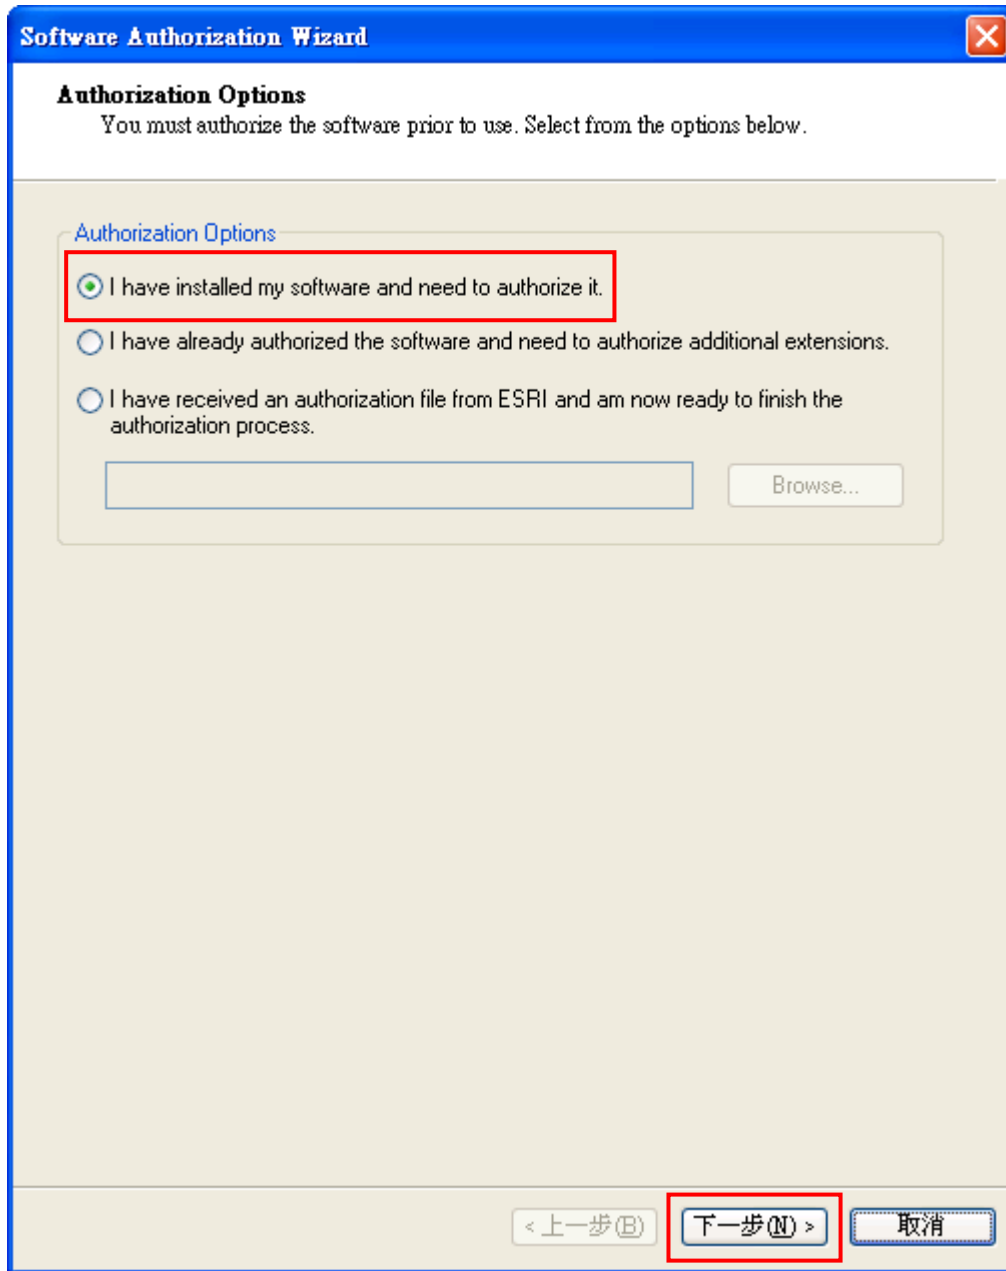 Software Authorization Wizard
Authorization Options
You must authorize the software prior to use. Select from the options below.
Authorization Options
I have installed my software and need to authorize it.
I have already authorized the software and need to authorize additional extensions.
I have received an authorization file from ESRI and am now ready to finish the
authorization process.
Browse...
< 上一步(B)
下一步(N) >
取消